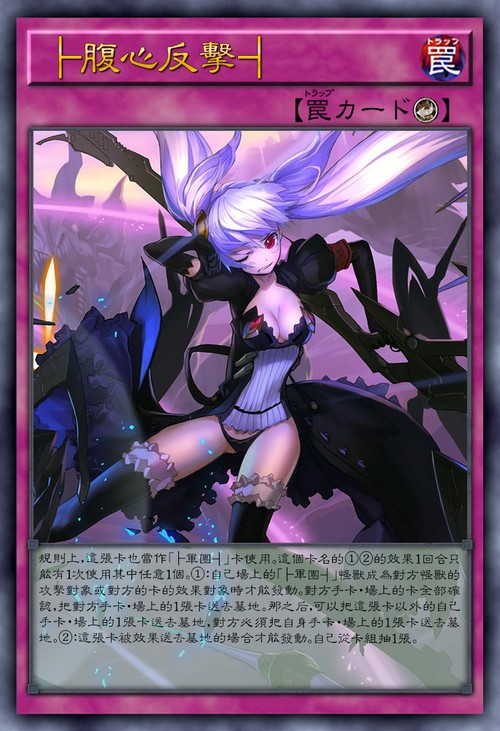 ├腹心反擊┤
トラップ
罠
トラップ
【罠カード】
規則上,這張卡也當作「├軍團┤」卡使用。這個卡名的①②的效果1回合只
能有1次使用其中任意1個。①:自己場上的「├軍團┤」怪獸成為對方怪獸的
攻擊對象或對方的卡的效果對象時才能發動。對方手卡・場上的卡全部確
認,把對方手卡・場上的1張卡送去墓地。那之后,可以把這張卡以外的自己
手卡・場上的1張卡送去墓地,對方必須把自身手卡・場上的1張卡送去墓
地。②:這張卡被效果送去墓地的場合才能發動。自己從卡組抽1張。